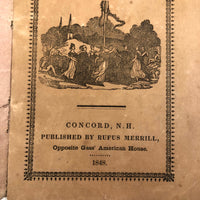 CONCORD, N.H.
PUBLISHED BY RUFUS MERRILL,
Opposite Gass' American House.
1848.